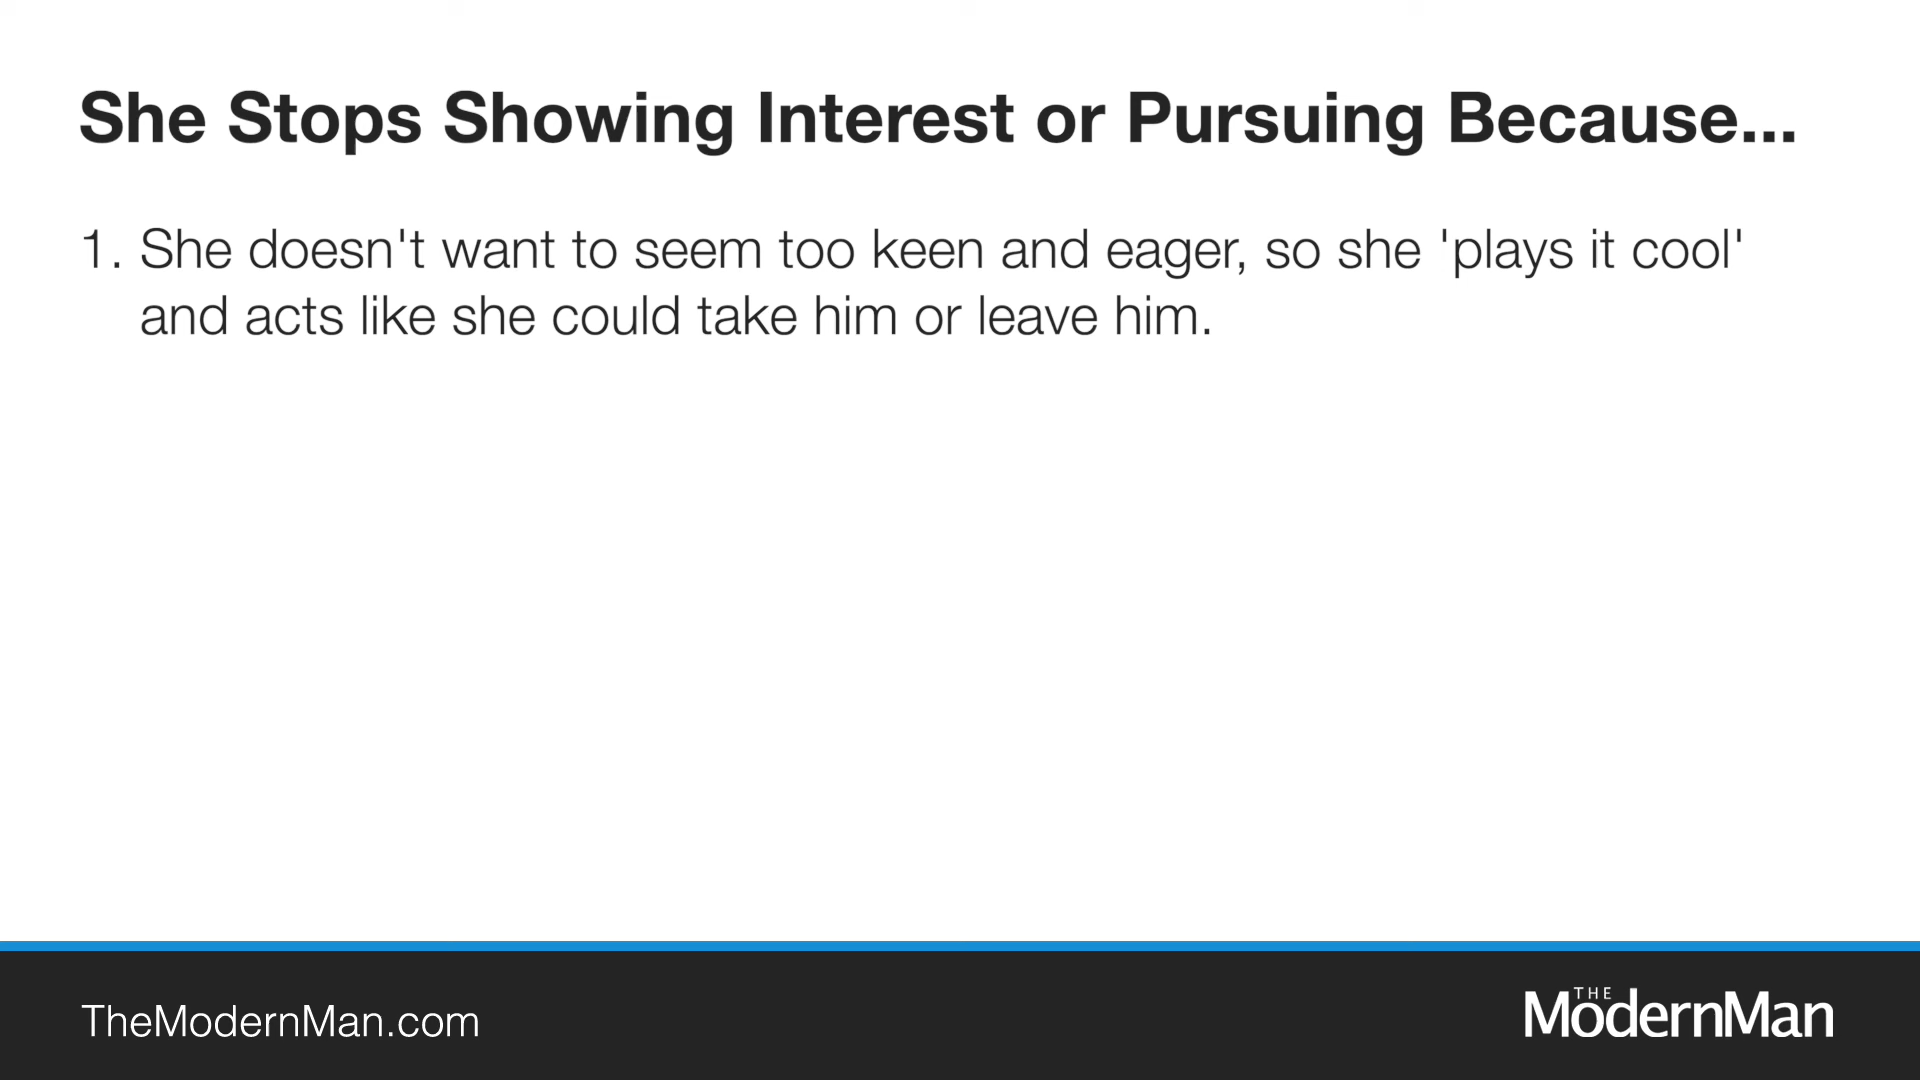 She Stops Showing Interest or Pursuing Because...
1. She doesn't want to seem too keen and eager, so she 'plays it cool'
and acts like she could take him or leave him.
TheModernMan.com
THE
ModernMan